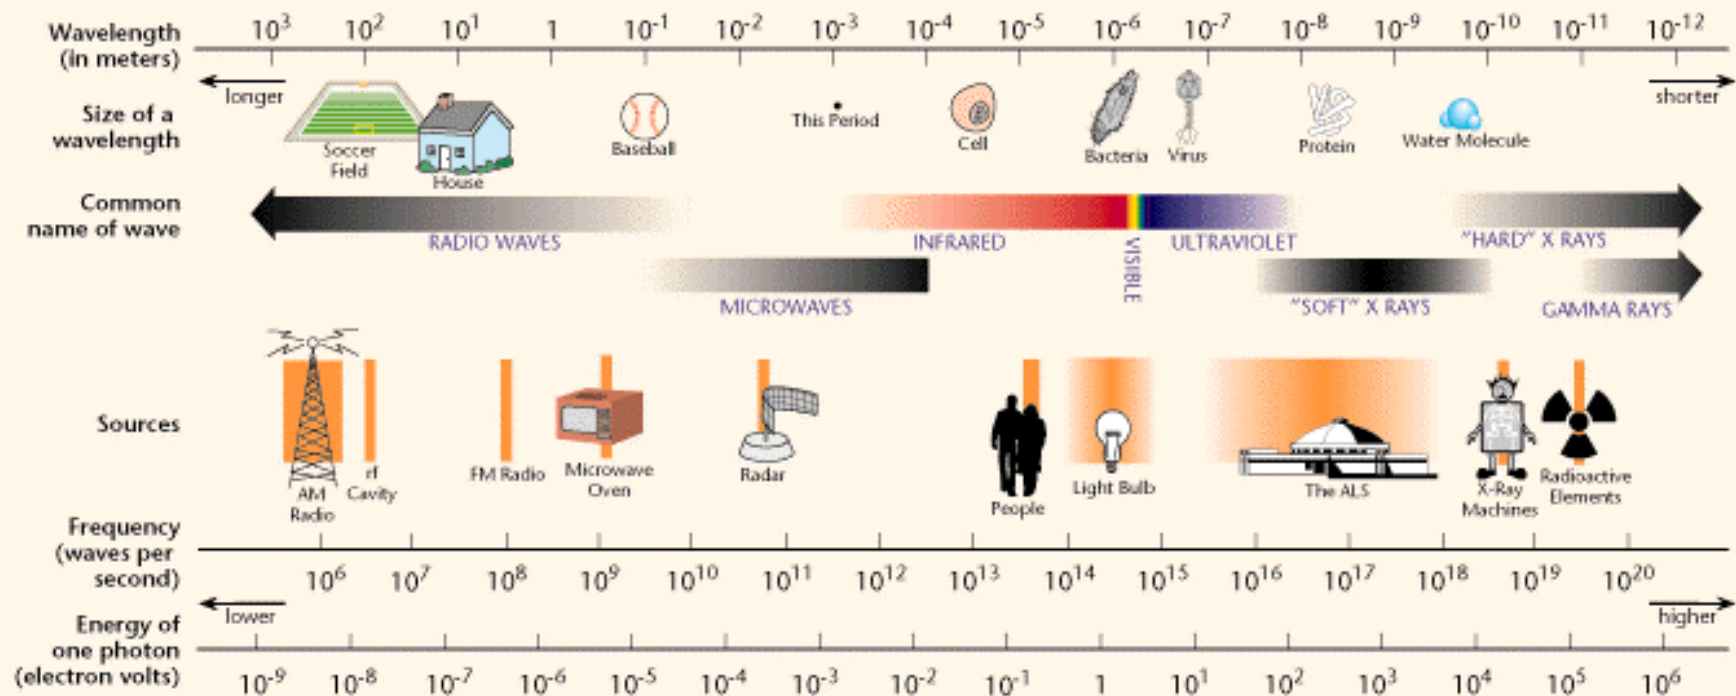 Wavelength
(in meters)
10³ 10² 10¹ 1 10⁻¹ 10⁻² 10⁻³ 10⁻⁴ 10⁻⁵ 10⁻⁶ 10⁻⁷ 10⁻⁸ 10⁻⁹ 10⁻¹⁰ 10⁻¹¹ 10⁻¹²
longer
shorter
Size of a
wavelength
Soccer
Field
House
Baseball
This Period
Cell
Bacteria
Virus
Protein
Water Molecule
Common
name of wave
RADIO WAVES
INFRARED
VISIBLE
ULTRAVIOLET
"HARD" X RAYS
MICROWAVES
"SOFT" X RAYS
GAMMA RAYS
Sources
AM
Radio
rf
Cavity
FM Radio
Microwave
Oven
Radar
People
Light Bulb
The ALS
X-Ray
Machines
Radioactive
Elements
Frequency
(waves per
second)
10⁶ 10⁷ 10⁸ 10⁹ 10¹⁰ 10¹¹ 10¹² 10¹³ 10¹⁴ 10¹⁵ 10¹⁶ 10¹⁷ 10¹⁸ 10¹⁹ 10²⁰
lower
higher
Energy of
one photon
(electron volts)
10⁻⁹ 10⁻⁸ 10⁻⁷ 10⁻⁶ 10⁻⁵ 10⁻⁴ 10⁻³ 10⁻² 10⁻¹ 1 10¹ 10² 10³ 10⁴ 10⁵ 10⁶